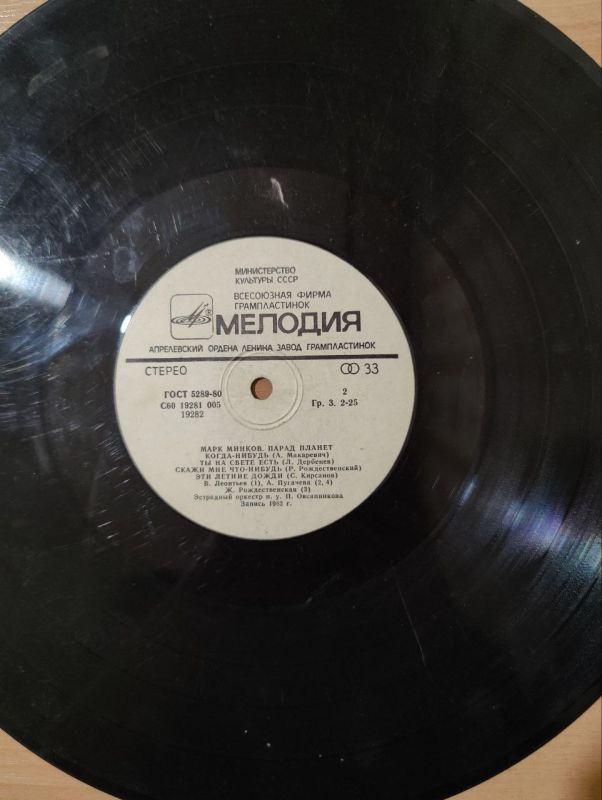 МИНИСТЕРСТВО
КУЛЬТУРЫ СССР
ВСЕСОЮЗНАЯ ФИРМА
ГРАМПЛАСТИНОК
® МЕЛОДИЯ
АПРЕЛЕВСКИЙ ОРДЕНА ЛЕНИНА ЗАВОД ГРАМПЛАСТИНОК
СТЕРЕО 33
ГОСТ 5289-80 2
С60 19281 005 Гр. 3. 2-25
19282
МАРК МИНКОВ. ПАРАД ПЛАНЕТ
КОГДА-НИБУДЬ (А. Макаревич)
ТЫ НА СВЕТЕ ЕСТЬ (Л. Дербенев)
СКАЖИ МНЕ ЧТО-НИБУДЬ (Р. Рождественский)
ЭТИ ЛЕТНИЕ ДОЖДИ (С. Кирсанов)
В. Леонтьев (1), А. Пугачева (2, 4)
Ж. Рождественская (3)
Эстрадный оркестр п. у. П. Овсянникова
Запись 1982 г.